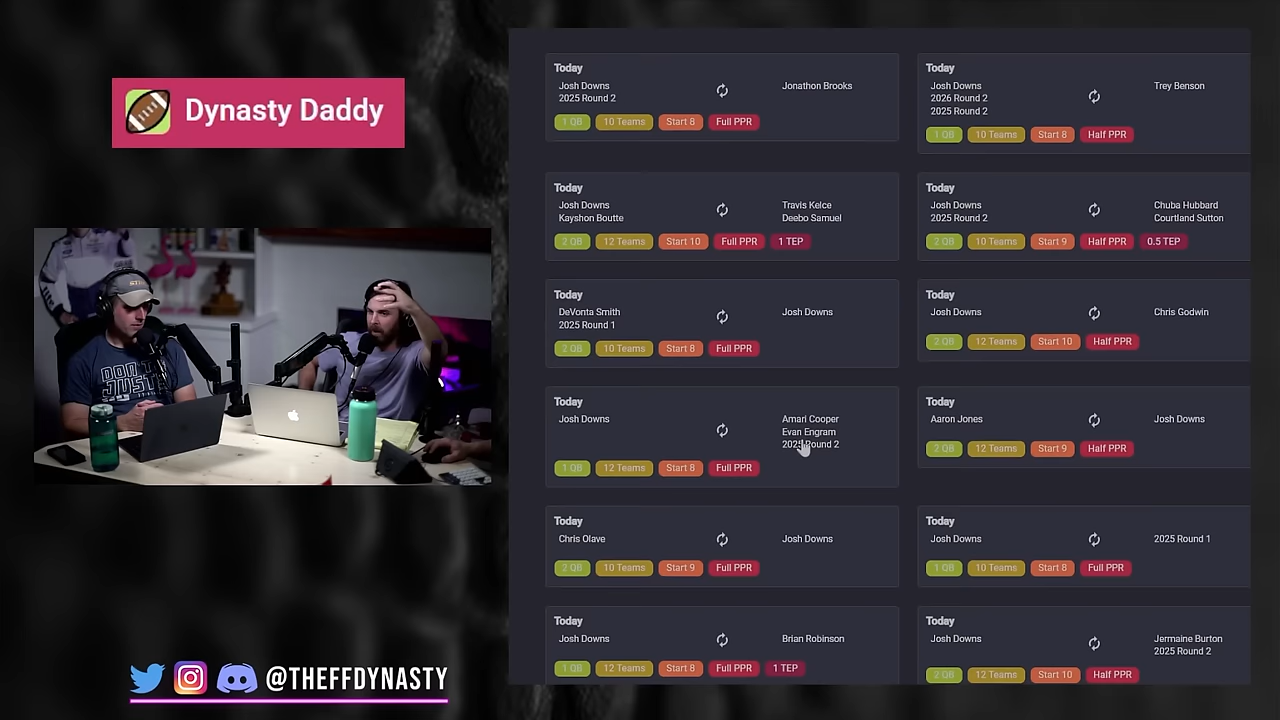 Dynasty Daddy
DON'T
JUST
@THEFFDYNASTY
Today
Josh Downs
2025 Round 2
Jonathon Brooks
1 QB
10 Teams
Start 8
Full PPR
Today
Josh Downs
2026 Round 2
2025 Round 2
Trey Benson
1 QB
10 Teams
Start 8
Half PPR
Today
Josh Downs
Kayshon Boutte
Travis Kelce
Deebo Samuel
2 QB
12 Teams
Start 10
Full PPR
1 TEP
Today
Josh Downs
2025 Round 2
Chuba Hubbard
Courtland Sutton
2 QB
10 Teams
Start 9
Half PPR
0.5 TEP
Today
DeVonta Smith
2025 Round 1
Josh Downs
2 QB
10 Teams
Start 8
Full PPR
Today
Josh Downs
Chris Godwin
2 QB
12 Teams
Start 10
Half PPR
Today
Josh Downs
Amari Cooper
Evan Engram
2025 Round 2
1 QB
12 Teams
Start 8
Full PPR
Today
Aaron Jones
Josh Downs
2 QB
12 Teams
Start 9
Half PPR
Today
Chris Olave
Josh Downs
2 QB
10 Teams
Start 9
Full PPR
Today
Josh Downs
2025 Round 1
1 QB
10 Teams
Start 8
Full PPR
Today
Josh Downs
Brian Robinson
1 QB
12 Teams
Start 8
Full PPR
1 TEP
Today
Josh Downs
Jermaine Burton
2025 Round 2
2 QB
12 Teams
Start 10
Half PPR